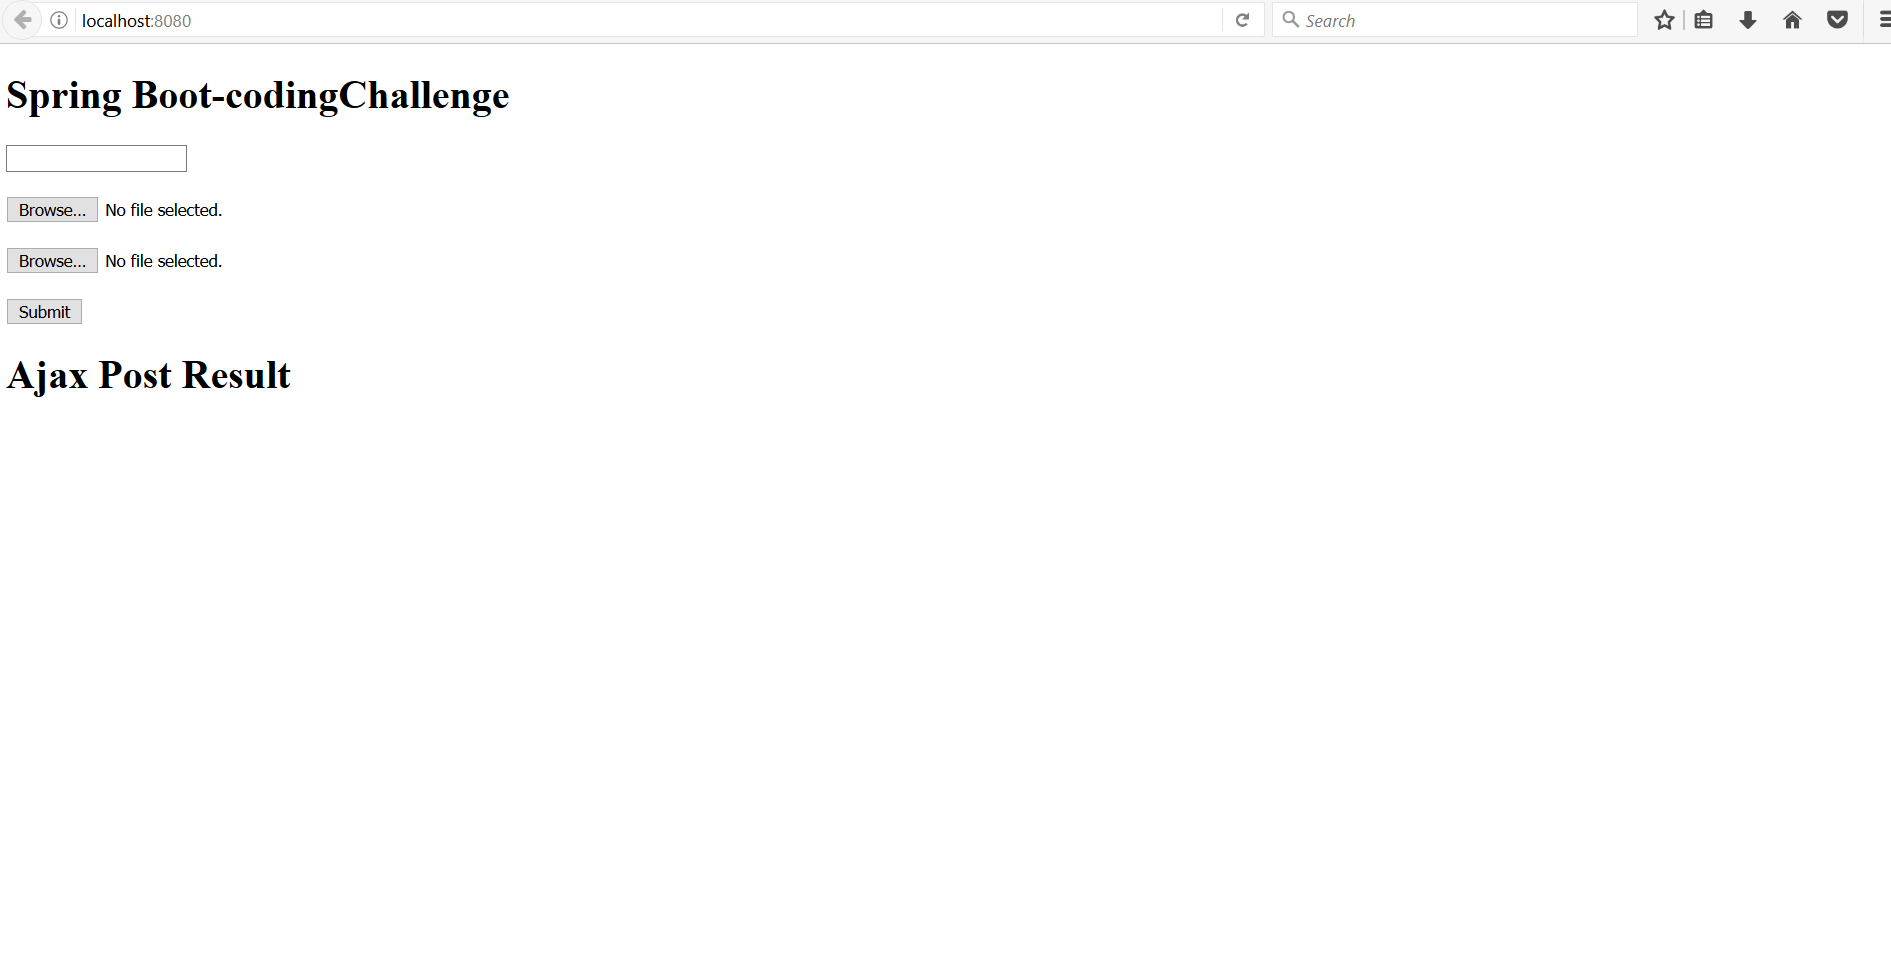 localhost:8080
Search
Spring Boot-codingChallenge
Browse... No file selected.
Browse... No file selected.
Submit
Ajax Post Result